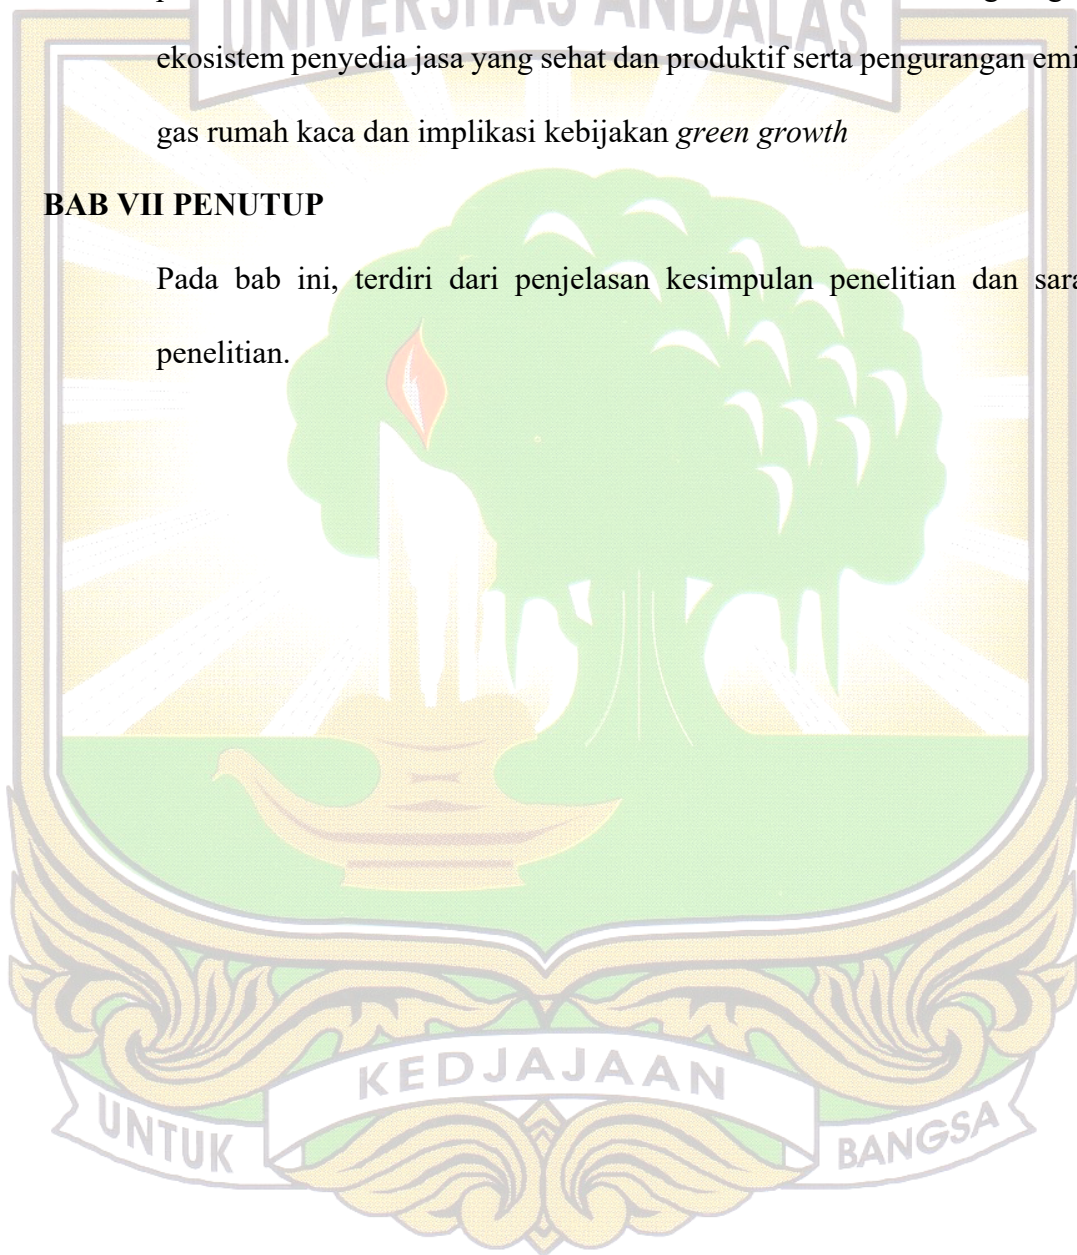 UNIVERSITAS ANDALAS
ekosistem penyedia jasa yang sehat dan produktif serta pengurangan emi
gas rumah kaca dan implikasi kebijakan green growth
BAB VII PENUTUP
Pada bab ini, terdiri dari penjelasan kesimpulan penelitian dan sara
penelitian.
UNTUK KEDJAJAAN BANGSA